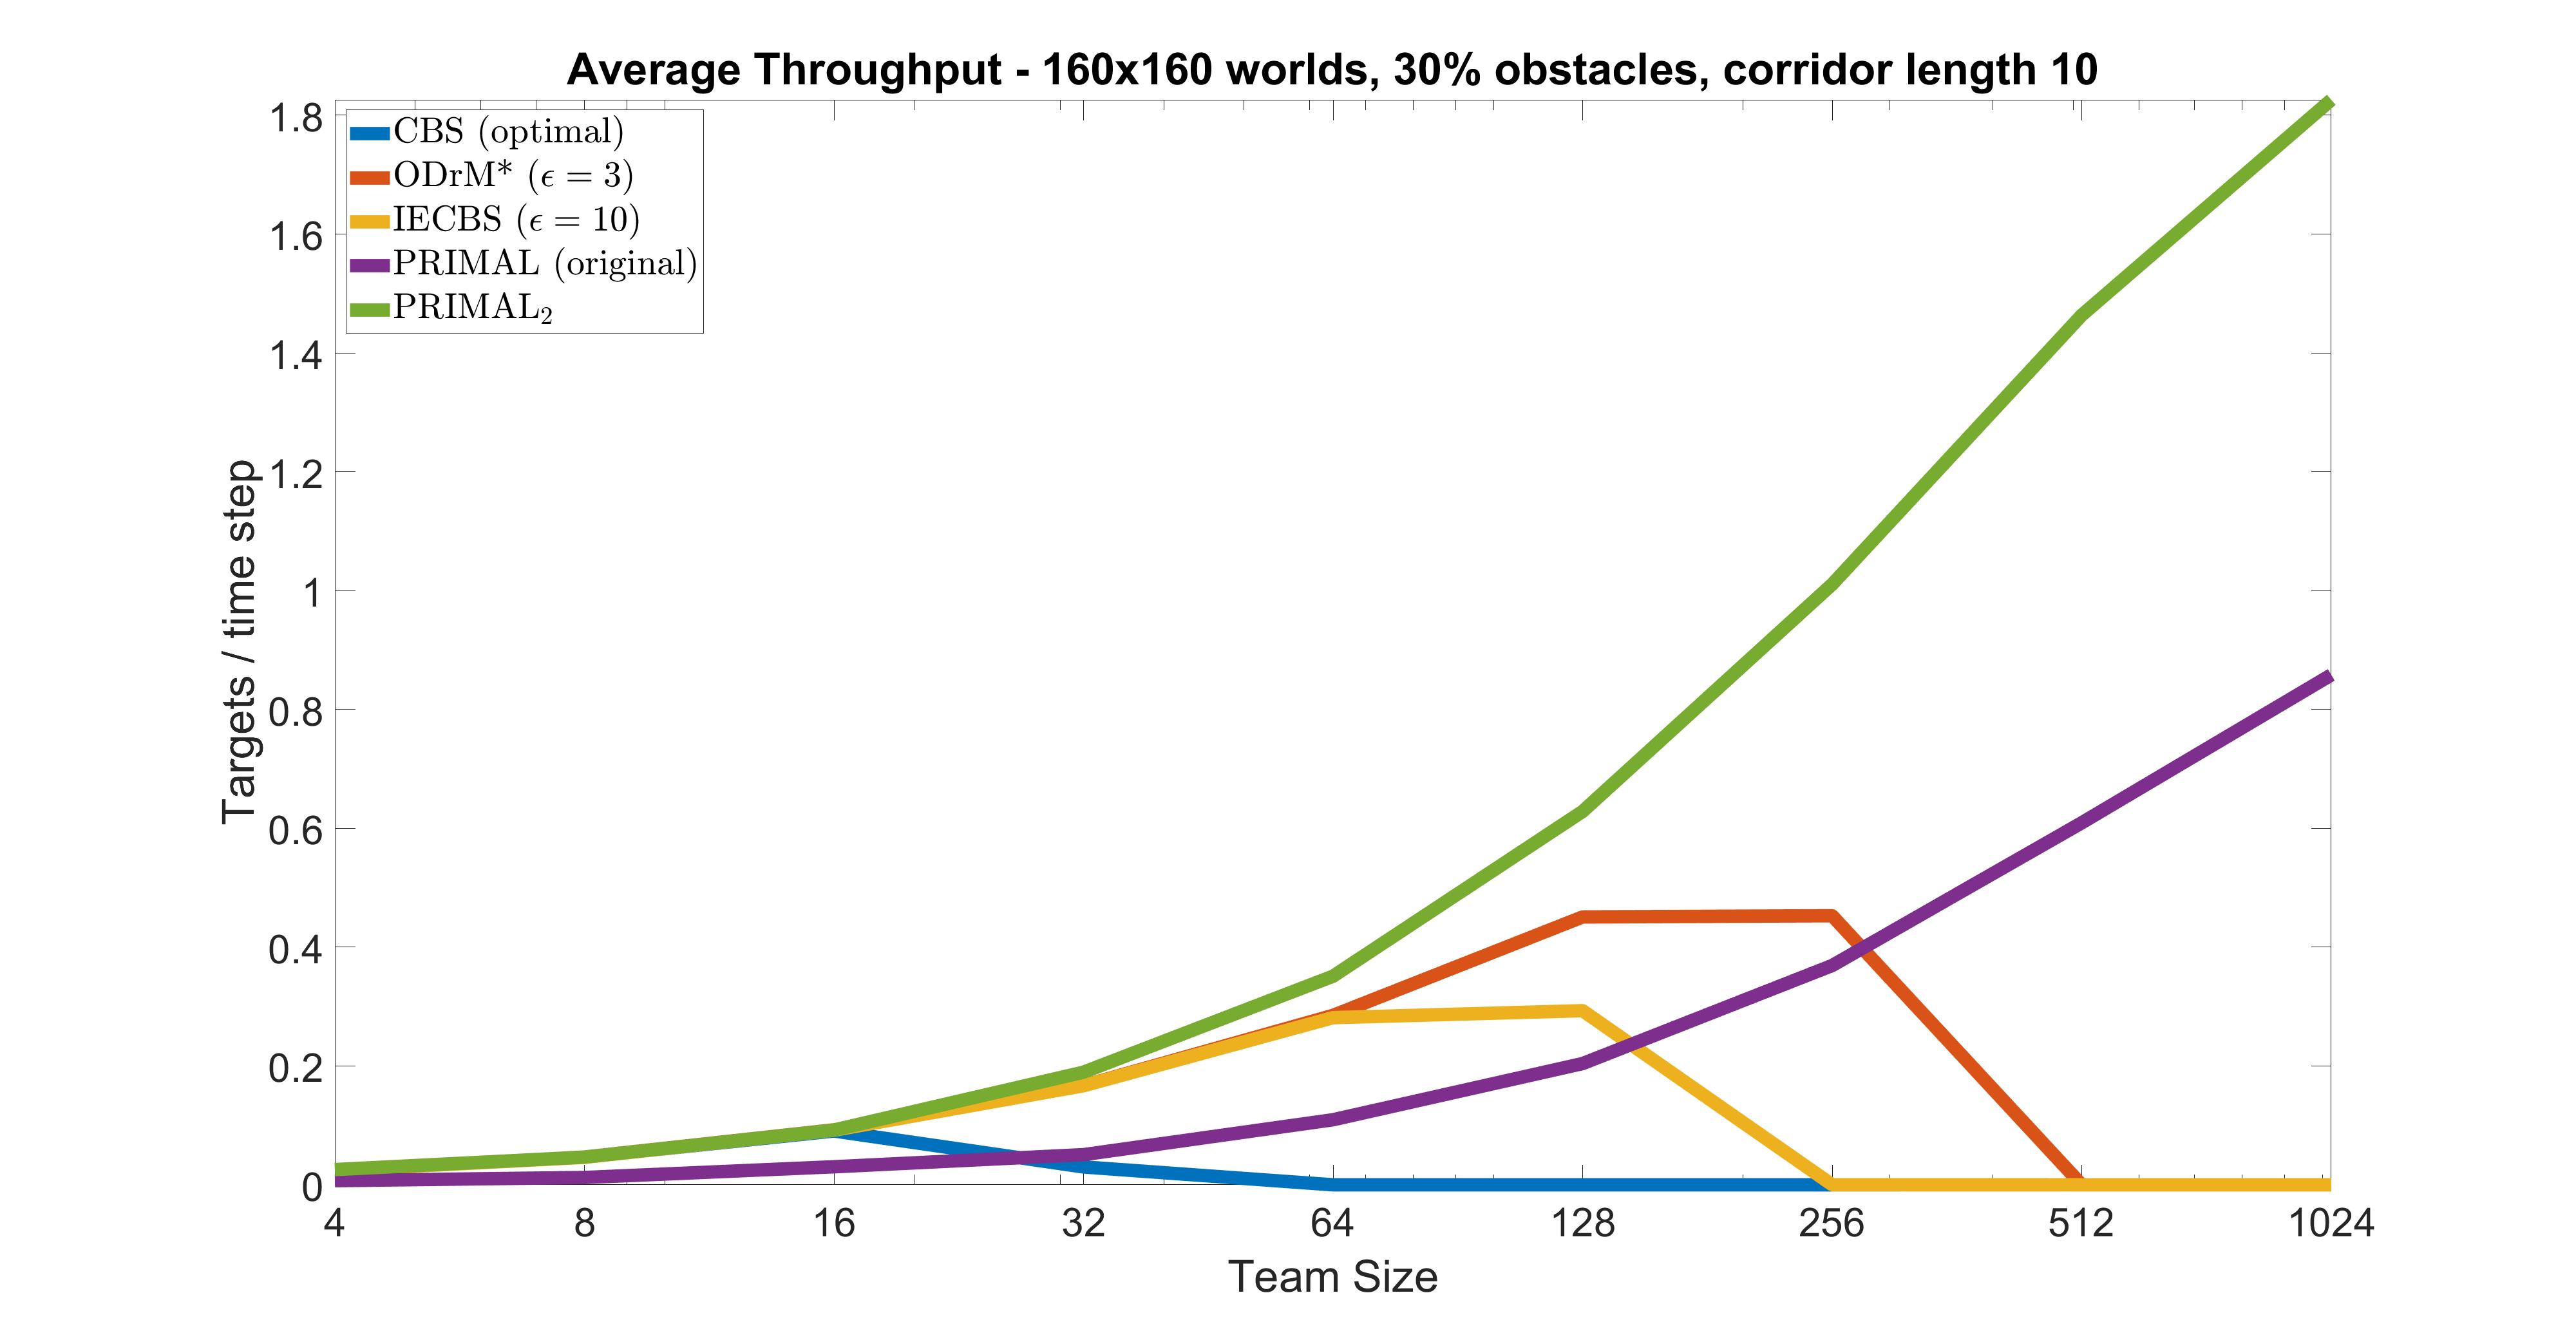 Average Throughput - 160x160 worlds, 30% obstacles, corridor length 10
CBS (optimal)
ODrM* (ϵ = 3)
IECBS (ϵ = 10)
PRIMAL (original)
PRIMAL₂
Targets / time step
1.8
1.6
1.4
1.2
1
0.8
0.6
0.4
0.2
0
4 8 16 32 64 128 256 512 1024
Team Size